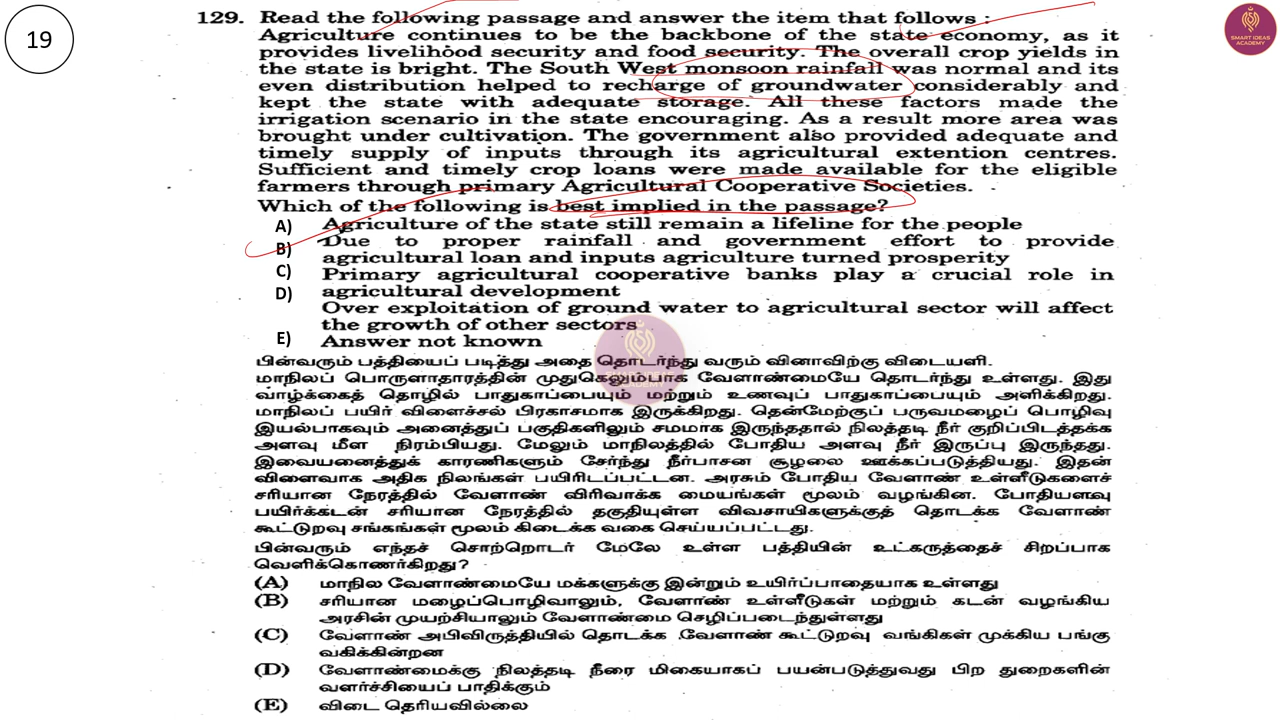 19
SMART IDEAS
ACADEMY
129. Read the following passage and answer the item that follows :
Agriculture continues to be the backbone of the state economy, as it
provides livelihood security and food security. The overall crop yields in
the state is bright. The South West monsoon rainfall was normal and its
even distribution helped to recharge of groundwater considerably and
kept the state with adequate storage. All these factors made the
irrigation scenario in the state encouraging. As a result more area was
brought under cultivation. The government also provided adequate and
timely supply of inputs through its agricultural extention centres.
Sufficient and timely crop loans were made available for the eligible
farmers through primary Agricultural Cooperative Societies.
Which of the following is best implied in the passage?
A) Agriculture of the state still remain a lifeline for the people
B) Due to proper rainfall and government effort to provide
agricultural loan and inputs agriculture turned prosperity
C) Primary agricultural cooperative banks play a crucial role in
D) agricultural development
Over exploitation of ground water to agricultural sector will affect
the growth of other sectors
E) Answer not known
பின்வரும் பத்தியைப் படித்து அதை தொடர்ந்து வரும் வினாவிற்கு விடையளி.
மாநிலப் பொருளாதாரத்தின் முதுகெலும்பாக வேளாண்மையே தொடர்ந்து உள்ளது. இது
வாழ்க்கைத் தொழில் பாதுகாப்பையும் மற்றும் உணவுப் பாதுகாப்பையும் அளிக்கிறது.
மாநிலப் பயிர் விளைச்சல் பிரகாசமாக இருக்கிறது. தென்மேற்குப் பருவமழைப் பொழிவு
இயல்பாகவும் அனைத்துப் பகுதிகளிலும் சமமாக இருந்ததால் நிலத்தடி நீர் குறிப்பிடத்தக்க
அளவு மீள நிரம்பியது. மேலும் மாநிலத்தில் போதிய அளவு நீர் இருப்பு இருந்தது.
இவையனைத்துக் காரணிகளும் சேர்ந்து நீர்பாசன சூழலை ஊக்கப்படுத்தியது. இதன்
விளைவாக அதிக நிலங்கள் பயிரிடப்பட்டன. அரசும் போதிய வேளாண் உள்ளீடுகளைச்
சரியான நேரத்தில் வேளாண் விரிவாக்க மையங்கள் மூலம் வழங்கின. போதியளவு
பயிர்க்கடன் சரியான நேரத்தில் தகுதியுள்ள விவசாயிகளுக்குத் தொடக்க வேளாண்
கூட்டுறவு சங்கங்கள் மூலம் கிடைக்க வகை செய்யப்பட்டது.
பின்வரும் எந்தச் சொற்றொடர் மேலே உள்ள பத்தியின் உட்கருத்தைச் சிறப்பாக
வெளிக்கொணர்கிறது?
(A) மாநில வேளாண்மையே மக்களுக்கு இன்றும் உயிர்ப்பாதையாக உள்ளது
(B) சரியான மழைப்பொழிவாலும், வேளாண் உள்ளீடுகள் மற்றும் கடன் வழங்கிய
அரசின் முயற்சியாலும் வேளாண்மை செழிப்படைந்துள்ளது
(C) வேளாண் அபிவிருத்தியில் தொடக்க வேளாண் கூட்டுறவு வங்கிகள் முக்கிய பங்கு
வகிக்கின்றன
(D) வேளாண்மைக்கு நிலத்தடி நீரை மிகையாகப் பயன்படுத்துவது பிற துறைகளின்
வளர்ச்சியைப் பாதிக்கும்
(E) விடை தெரியவில்லை